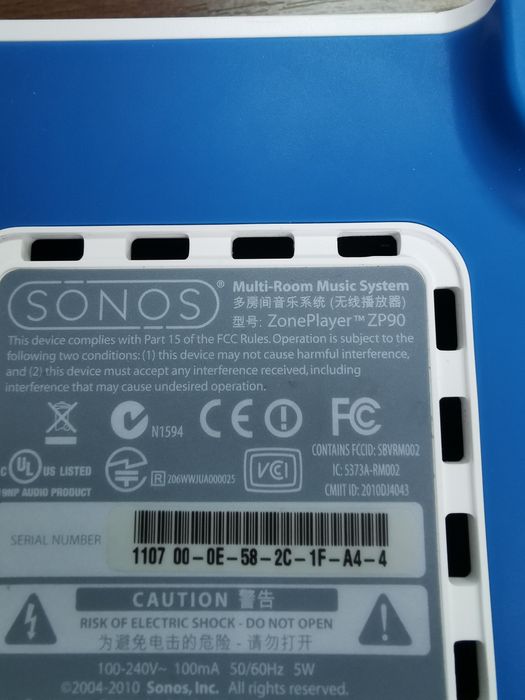 SONOS® Multi-Room Music System
多房间音乐系统 (无线播放器)
型号: ZonePlayer™ ZP90
This device complies with Part 15 of the FCC Rules. Operation is subject to the
following two conditions: (1) this device may not cause harmful interference,
and (2) this device must accept any interference received, including
interference that may cause undesired operation.
N1594
CE
FC
CONTAINS FCCID: SBVRM002
IC: 5373A-RM002
CMIIT ID: 2010DJ4043
C UL US LISTED
AUDIO PRODUCT
R 206WWJUA000025
VCI
SERIAL NUMBER
1107 00-0E-58-2C-1F-A4-4
CAUTION 警告
RISK OF ELECTRIC SHOCK - DO NOT OPEN
为避免电击的危险 - 请勿打开
100-240V~ 100mA 50/60Hz 5W
©2004-2010 Sonos, Inc. All rights reserved.